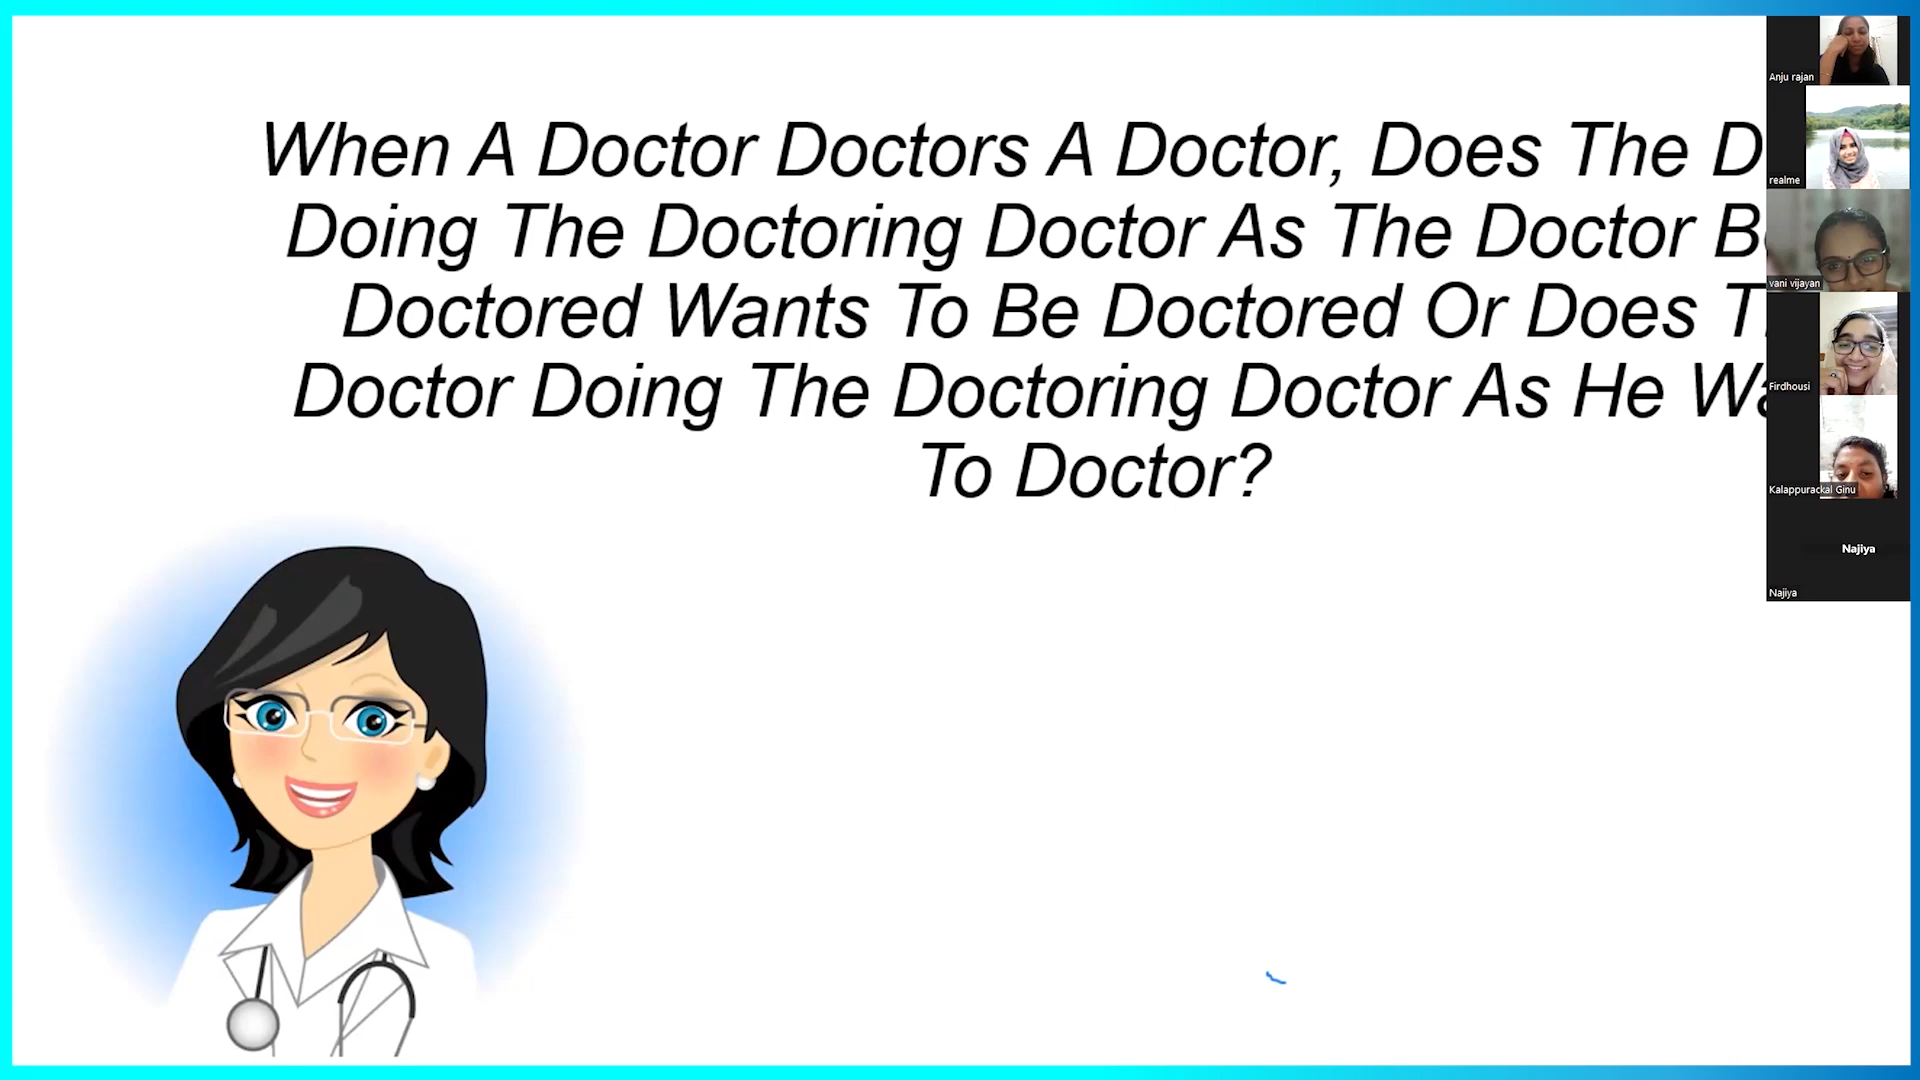 When A Doctor Doctors A Doctor, Does The D
Doing The Doctoring Doctor As The Doctor B
Doctored Wants To Be Doctored Or Does T
Doctor Doing The Doctoring Doctor As He Wa
To Doctor?
Anju rajan
realme
vani vijayan
Firdhousi
Kalappurackal Ginu
Najiya
Najiya